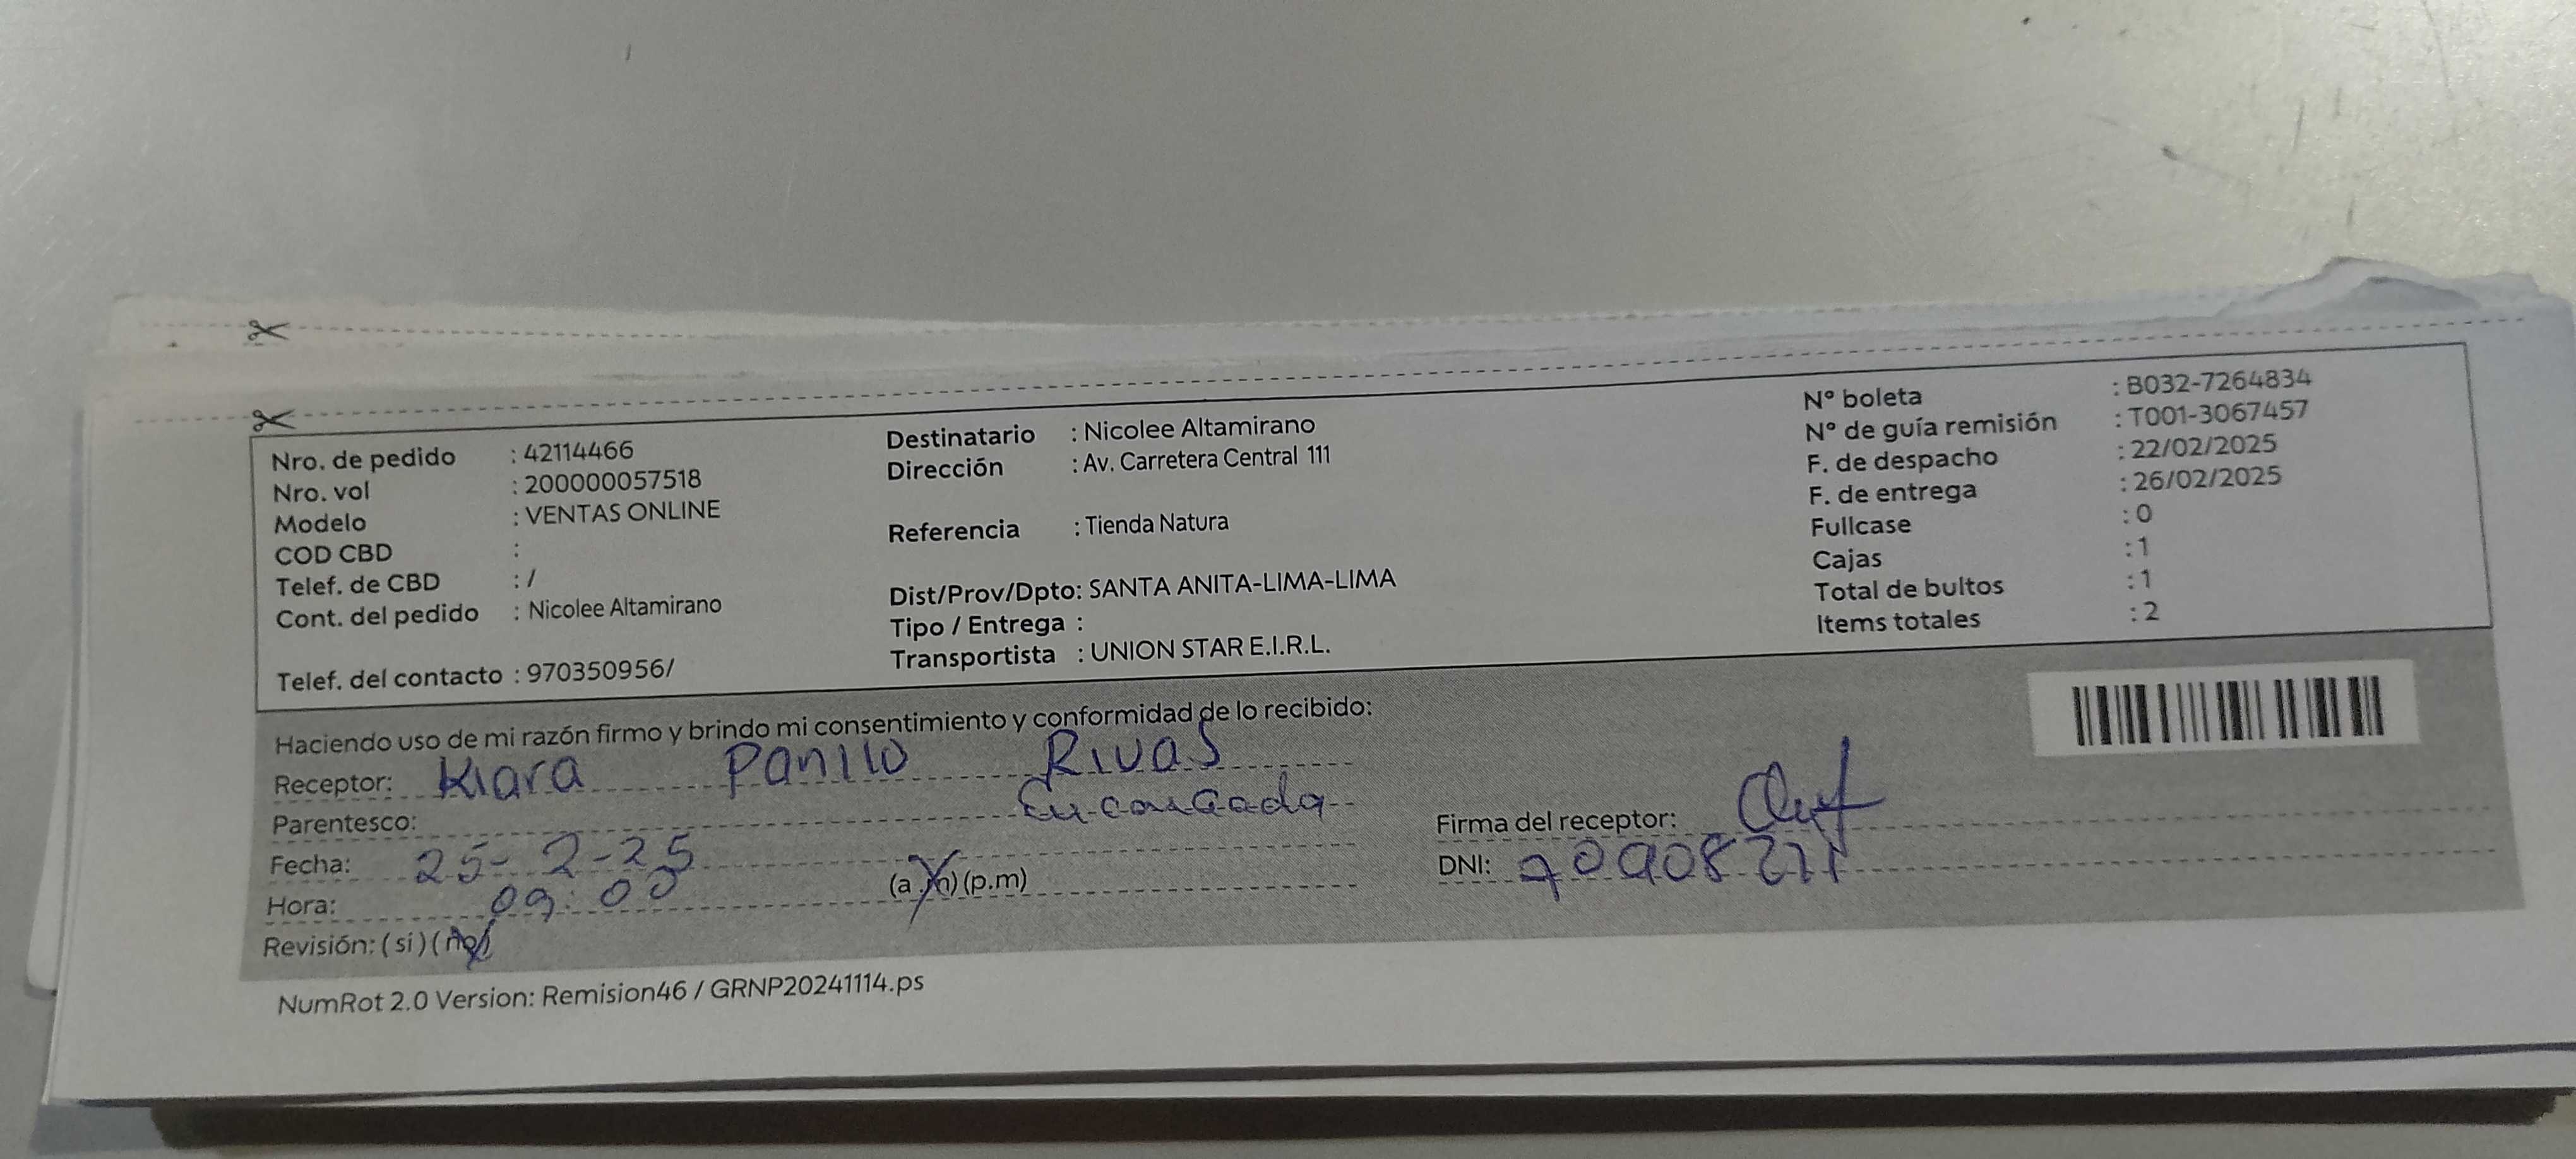 Nro. de pedido : 42114466
Nro. vol : 200000057518
Modelo : VENTAS ONLINE
COD CBD :
Telef. de CBD : /
Cont. del pedido : Nicolee Altamirano
Telef. del contacto : 970350956/
Destinatario : Nicolee Altamirano
Dirección : Av. Carretera Central 111
Referencia : Tienda Natura
Dist/Prov/Dpto: SANTA ANITA-LIMA-LIMA
Tipo / Entrega :
Transportista : UNION STAR E.I.R.L.
N° boleta : B032-7264834
N° de guía remisión : T001-3067457
F. de despacho : 22/02/2025
F. de entrega : 26/02/2025
Fullcase : 0
Cajas : 1
Total de bultos : 1
Items totales : 2
Haciendo uso de mi razón firmo y brindo mi consentimiento y conformidad de lo recibido:
Receptor: Kiara Panilo Rivas
Parentesco: Encargada
Fecha: 25-2-25
Hora: 09:00 (a.m) (p.m)
Revisión: (si) (no)
Firma del receptor:
DNI:
NumRot 2.0 Version: Remision46 / GRNP20241114.ps